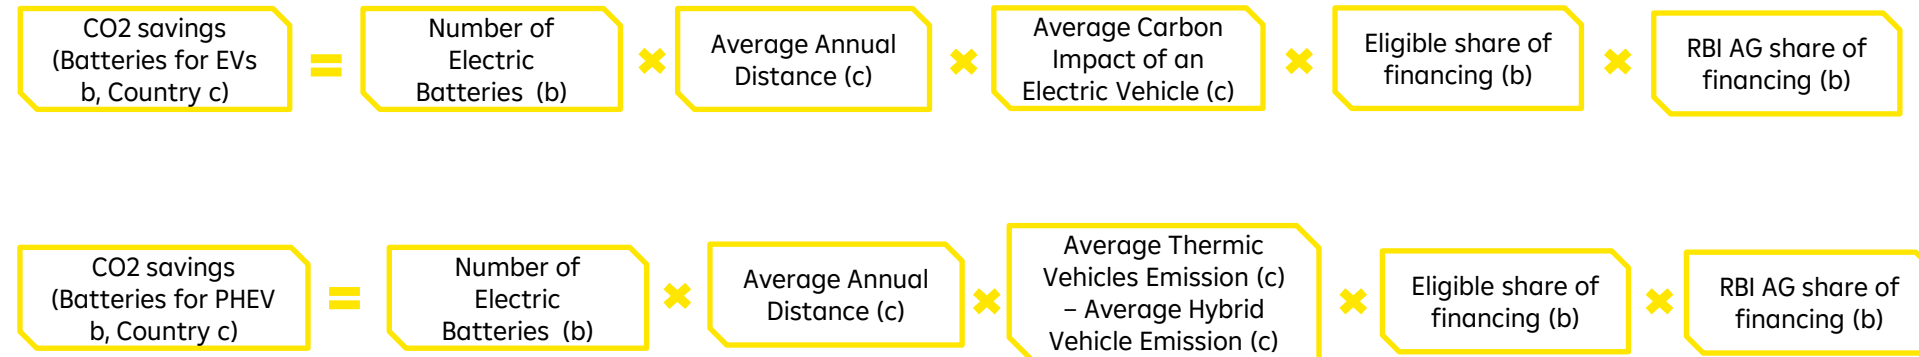 CO2 savings
(Batteries for EVs
b, Country c)
=
Number of
Electric
Batteries (b)
×
Average Annual
Distance (c)
×
Average Carbon
Impact of an
Electric Vehicle (c)
×
Eligible share of
financing (b)
×
RBI AG share of
financing (b)
CO2 savings
(Batteries for PHEV
b, Country c)
=
Number of
Electric
Batteries (b)
×
Average Annual
Distance (c)
×
Average Thermic
Vehicles Emission (c)
– Average Hybrid
Vehicle Emission (c)
×
Eligible share of
financing (b)
×
RBI AG share of
financing (b)